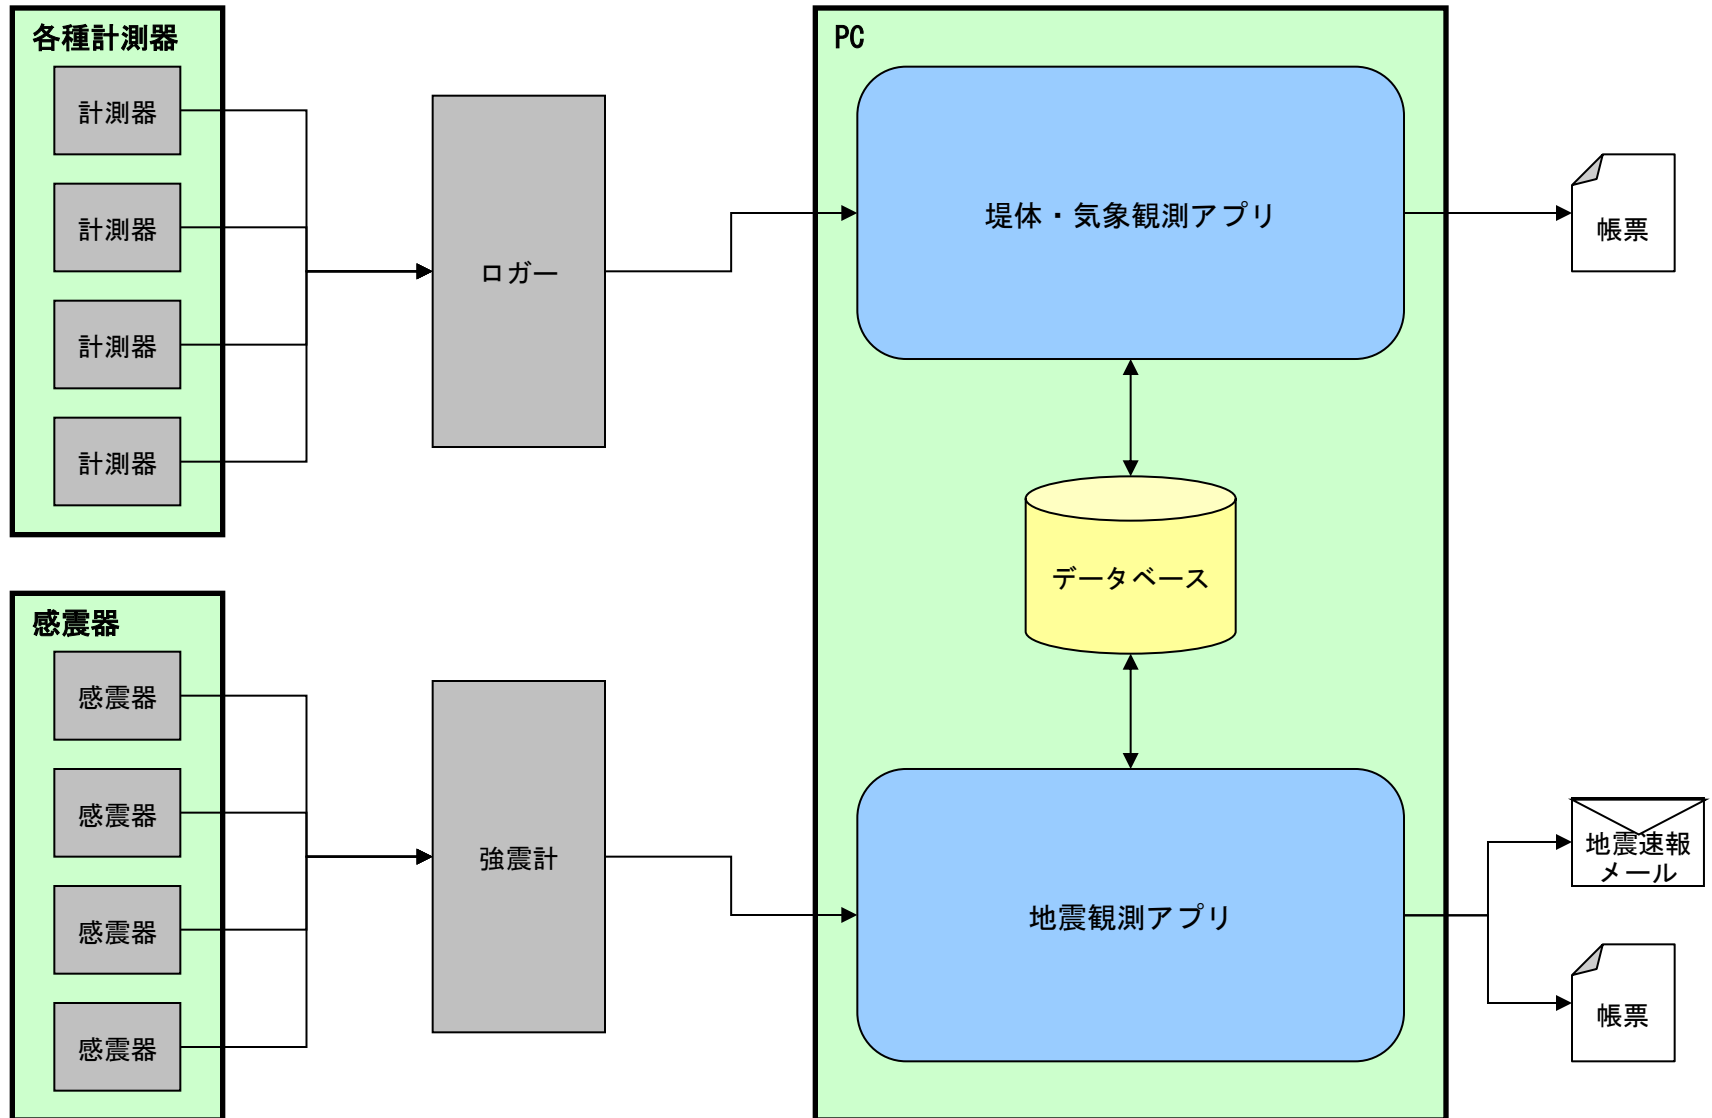 各種計測器
計測器
計測器
計測器
計測器
ロガー
感震器
感震器
感震器
感震器
感震器
強震計
PC
堤体・気象観測アプリ
データベース
地震観測アプリ
帳票
地震速報
メール
帳票